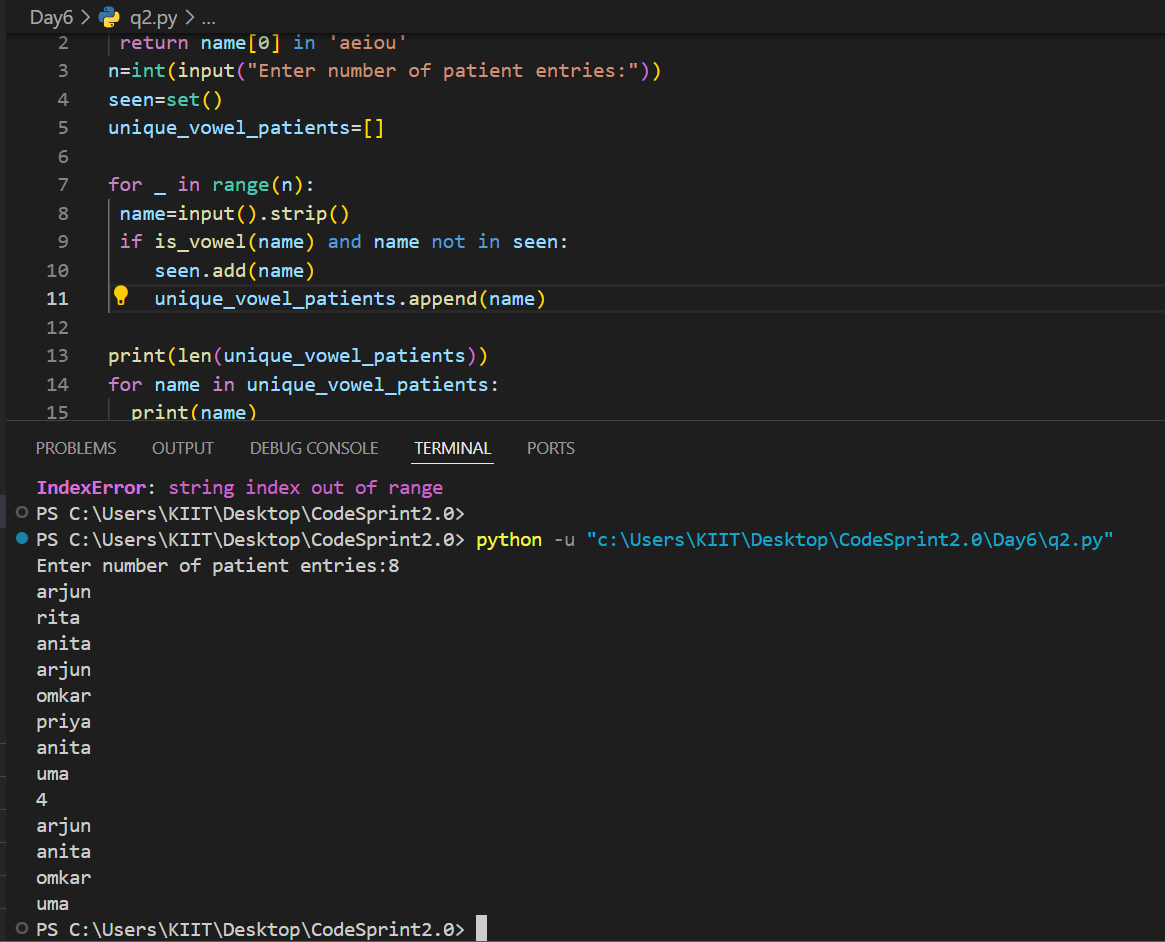 Day6 > q2.py > ...
2 return name[0] in 'aeiou'
3 n=int(input("Enter number of patient entries:"))
4 seen=set()
5 unique_vowel_patients=[]
6
7 for _ in range(n):
8 name=input().strip()
9 if is_vowel(name) and name not in seen:
10 seen.add(name)
11 unique_vowel_patients.append(name)
12
13 print(len(unique_vowel_patients))
14 for name in unique_vowel_patients:
15 print(name)
PROBLEMS OUTPUT DEBUG CONSOLE TERMINAL PORTS
IndexError: string index out of range
PS C:\Users\KIIT\Desktop\CodeSprint2.0>
PS C:\Users\KIIT\Desktop\CodeSprint2.0> python -u "c:\Users\KIIT\Desktop\CodeSprint2.0\Day6\q2.py"
Enter number of patient entries:8
arjun
rita
anita
arjun
omkar
priya
anita
uma
4
arjun
anita
omkar
uma
PS C:\Users\KIIT\Desktop\CodeSprint2.0>